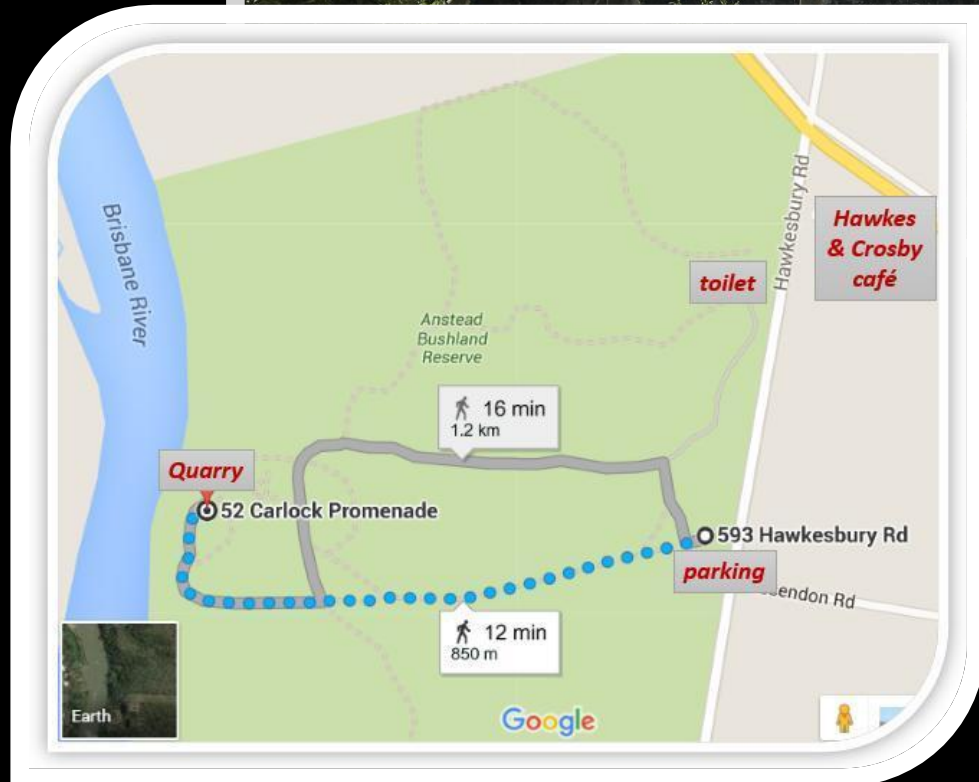 Brisbane River
Hawkesbury Rd
Hawkes
& Crosby
café
toilet
Anstead
Bushland
Reserve
16 min
1.2 km
Quarry
52 Carlock Promenade
593 Hawkesbury Rd
parking
Rd
12 min
850 m
Earth
Google